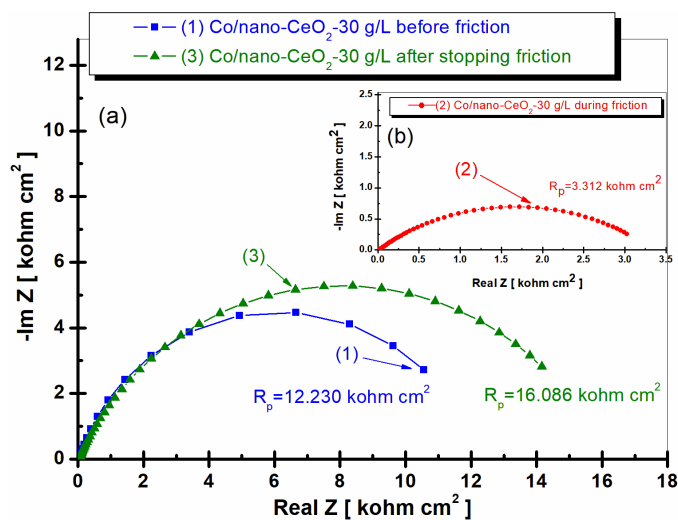 (1) Co/nano-CeO2-30 g/L before friction
(3) Co/nano-CeO2-30 g/L after stopping friction
(a)
-Im Z [ kohm cm2 ]
12
10
8
6
4
2
0
0 2 4 6 8 10 12 14 16 18
Real Z [ kohm cm2 ]
(3)
(1)
Rp=12.230 kohm cm2
Rp=16.086 kohm cm2
(2) Co/nano-CeO2-30 g/L during friction
(b)
-Im Z [ kohm cm2 ]
2.5
2.0
1.5
1.0
0.5
0.0
0.0 0.5 1.0 1.5 2.0 2.5 3.0 3.5
Real Z [ kohm cm2 ]
(2)
Rp=3.312 kohm cm2